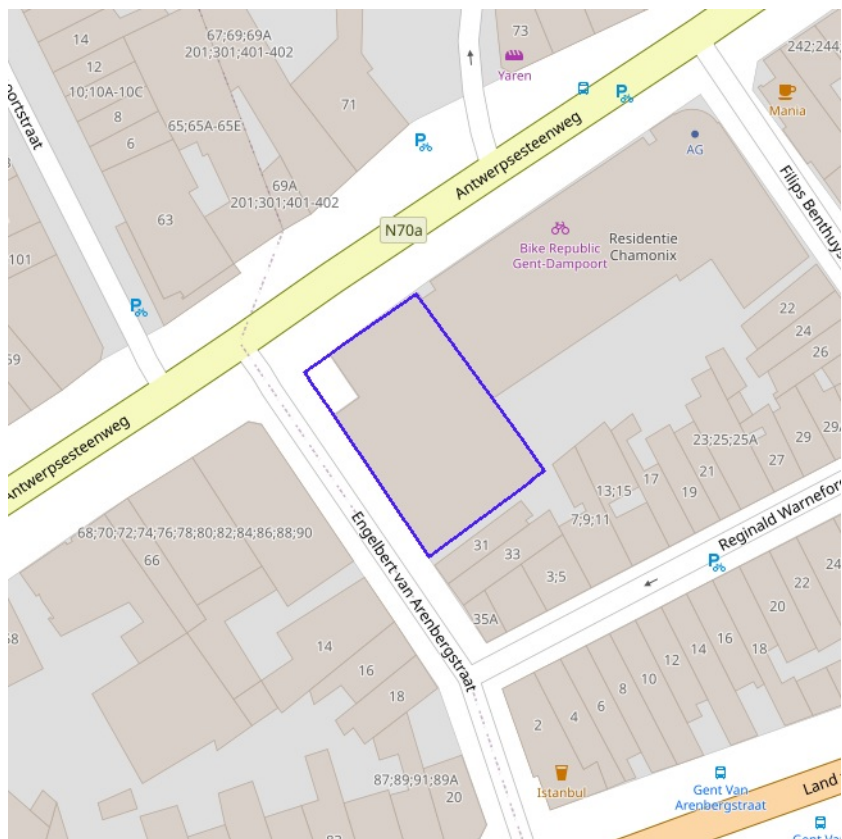 14
12
10;10A-10C
8
6
67;69;69A
201;301;401-402
65;65A-65E
71
73
Yaren
242;244;
Mania
63
69A
201;301;401-402
Antwerpsesteenweg
AG
Filips Benthuys
N70a
Bike Republic
Gent-Dampoort
Residentie
Chamonix
101
59
22
24
26
Antwerpsesteenweg
23;25;25A
29
29A
27
21
19
17
13;15
7;9;11
68;70;72;74;76;78;80;82;84;86;88;90
66
Engelbert van Arenbergstraat
31
33
3;5
35A
Reginald Warnefor
58
14
16
18
2
4
6
8
10
12
14
16
18
20
22
24
87;89;91;89A
20
Istanbul
Gent Van
Arenbergstraat
Land
Gent Va